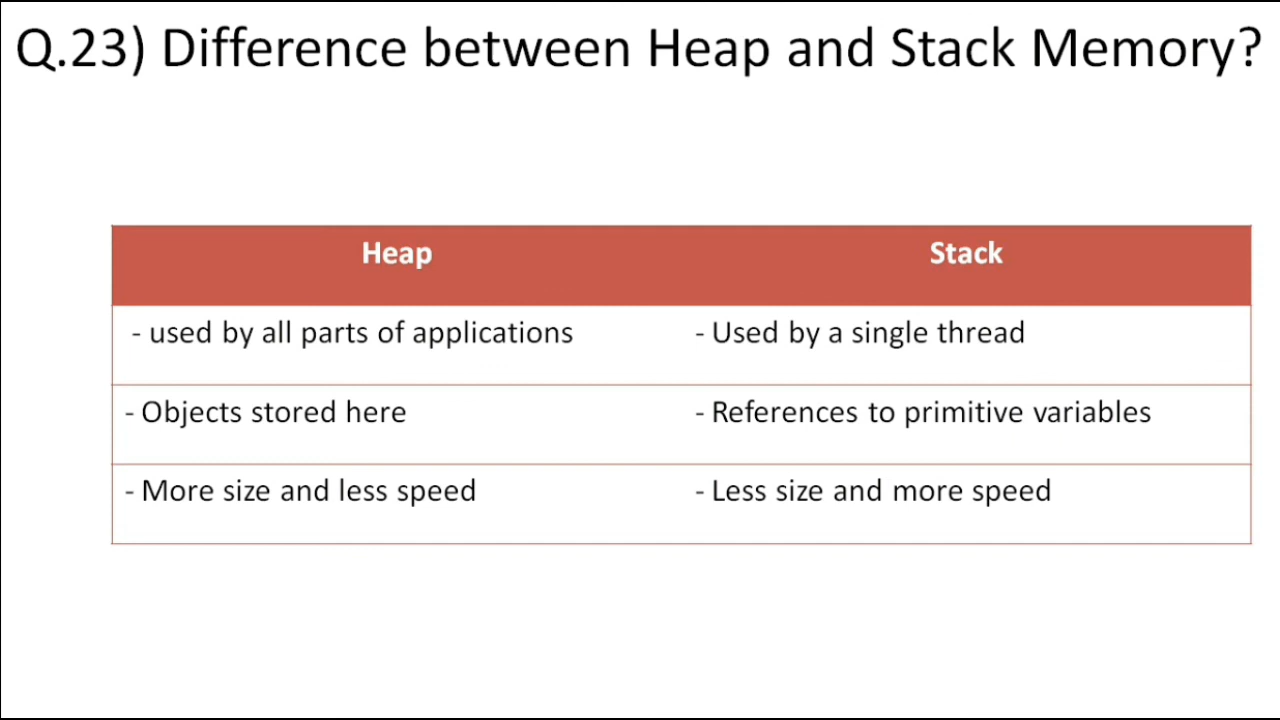 Q.23) Difference between Heap and Stack Memory?
Heap Stack
- used by all parts of applications - Used by a single thread
- Objects stored here - References to primitive variables
- More size and less speed - Less size and more speed